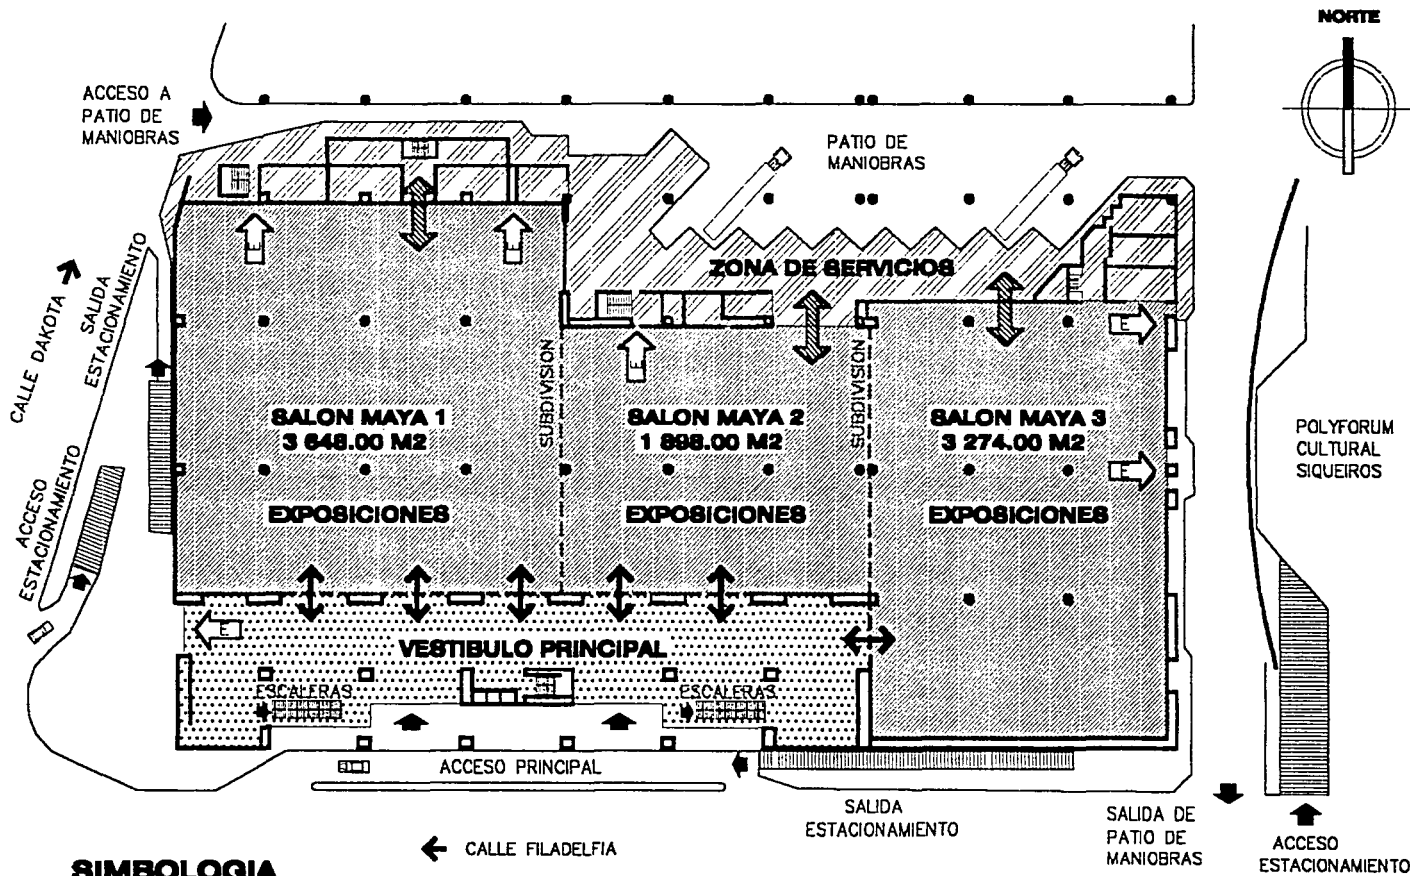 NORTE
ACCESO A
PATIO DE
MANIOBRAS
PATIO DE
MANIOBRAS
ZONA DE SERVICIOS
CALLE DAKOTA
SALIDA
ESTACIONAMIENTO
ACCESO
ESTACIONAMIENTO
E
E
E
E
E
E
SUBDIVISION
SUBDIVISION
SALON MAYA 1
3 648.00 M2
EXPOSICIONES
SALON MAYA 2
1 898.00 M2
EXPOSICIONES
SALON MAYA 3
3 274.00 M2
EXPOSICIONES
POLYFORUM
CULTURAL
SIQUEIROS
VESTIBULO PRINCIPAL
ESCALERAS
ESCALERAS
ACCESO PRINCIPAL
SALIDA
ESTACIONAMIENTO
SALIDA DE
PATIO DE
MANIOBRAS
ACCESO
ESTACIONAMIENTO
CALLE FILADELFIA
SIMBOLOGIA